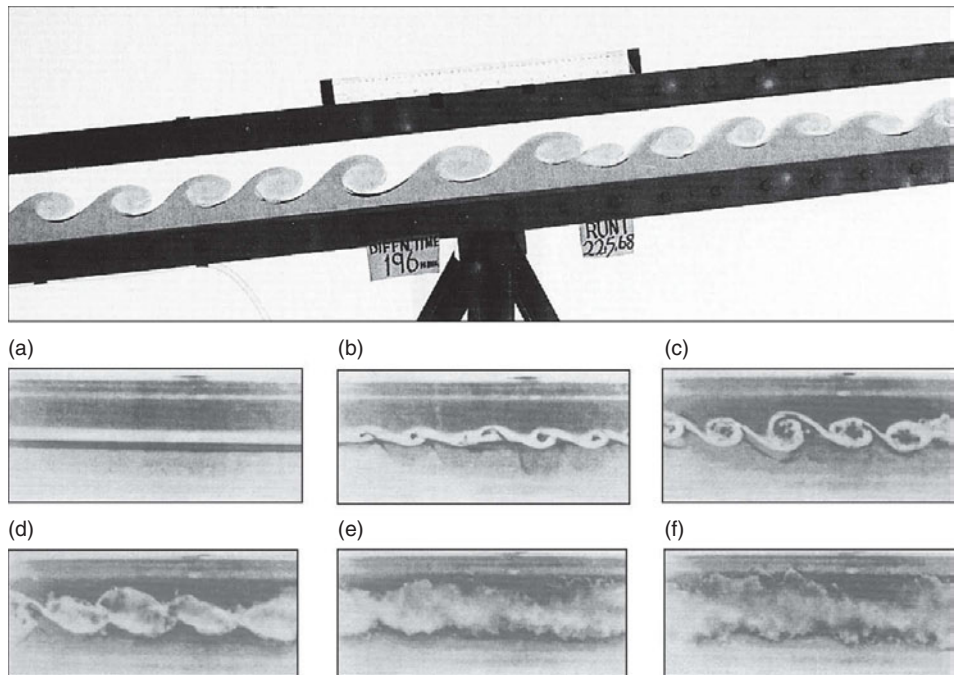 DIFFN. TIME
196 MINS.
RUN 1
22,5,68
(a)
(b)
(c)
(d)
(e)
(f)